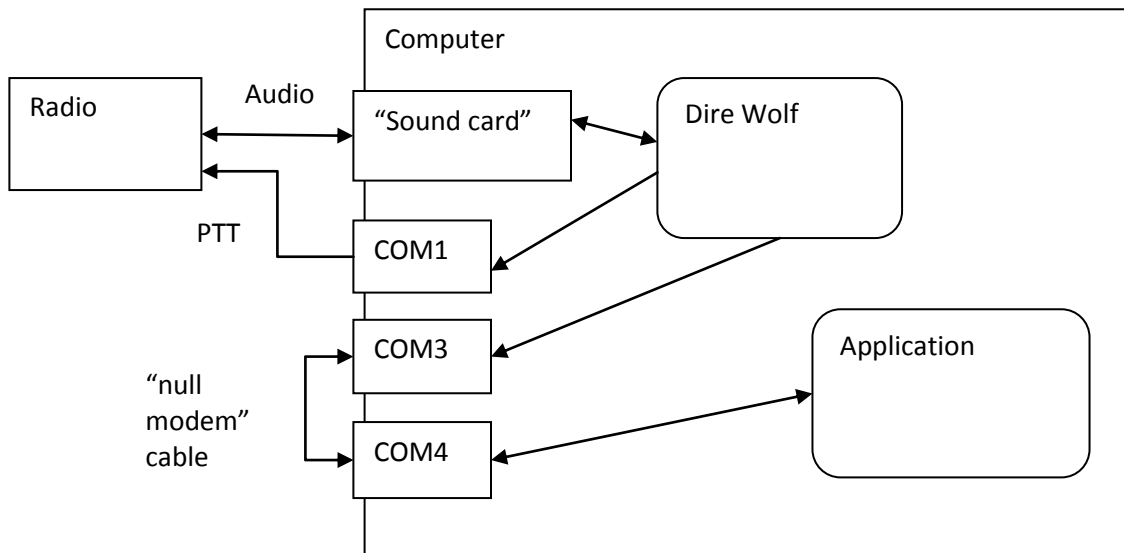 Computer
Radio
Audio
“Sound card”
Dire Wolf
PTT
COM1
COM3
Application
“null
modem”
cable
COM4